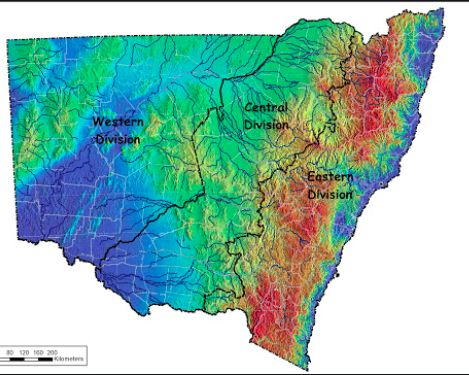 Central
Division
Western
Division
Eastern
Division
80 120 160 200
Kilometers